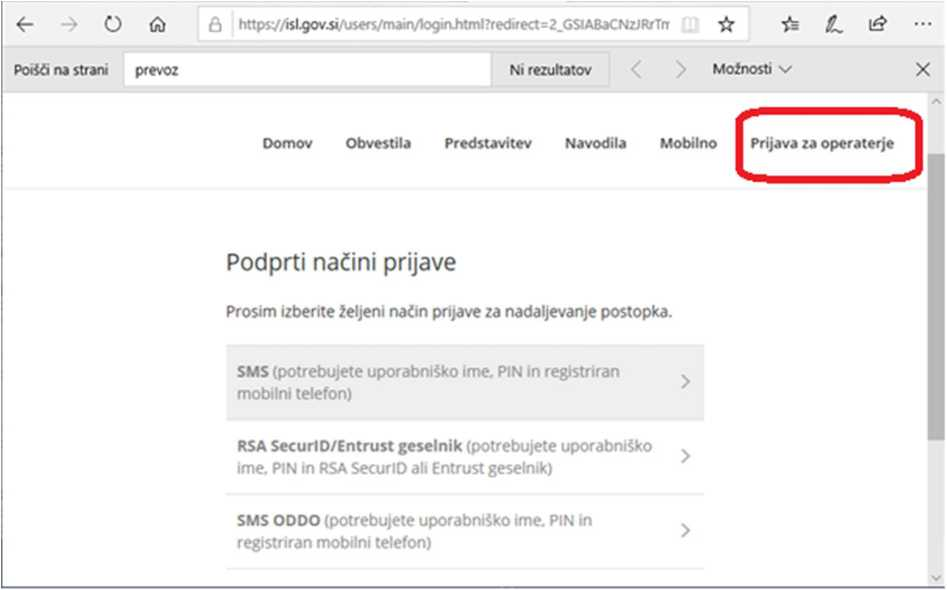 https://isl.gov.si/users/main/login.html?redirect=2_GSIABaCNzJRrTm
Poišči na strani prevoz Ni rezultatov Možnosti
Domov Obvestila Predstavitev Navodila Mobilno Prijava za operaterje
Podprti načini prijave
Prosim izberite željeni način prijave za nadaljevanje postopka.
SMS (potrebujete uporabniško ime, PIN in registriran
mobilni telefon)
RSA SecurID/Entrust geselnik (potrebujete uporabniško
ime, PIN in RSA SecurID ali Entrust geselnik)
SMS ODDO (potrebujete uporabniško ime, PIN in
registriran mobilni telefon)